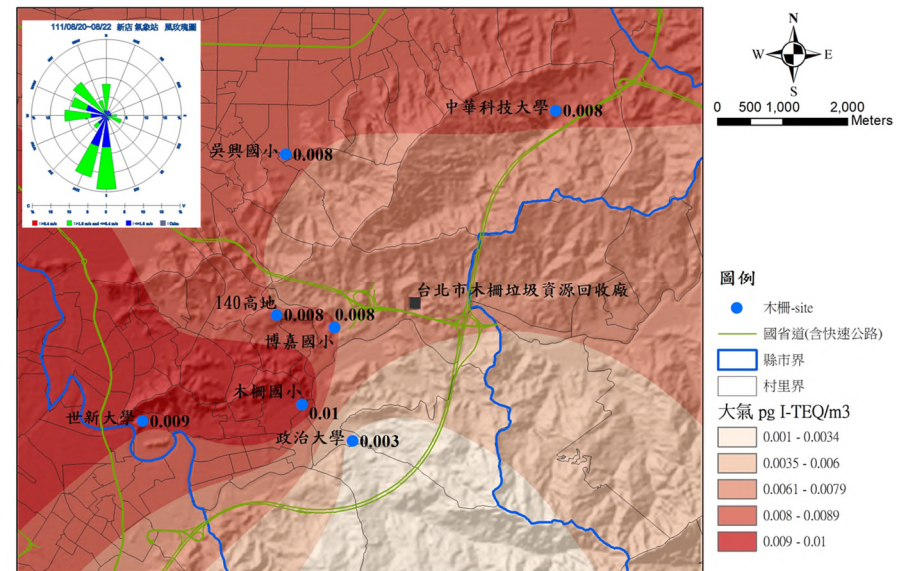 111/08/20~08/22 新店 氣象站 風玫瑰圖
N
W
E
S
0 500 1,000 2,000
Meters
中華科技大學
0.008
吳興國小
0.008
台北市木柵垃圾資源回收廠
140高地
0.008
0.008
博嘉國小
木柵國小
0.01
世新大學
0.009
政治大學
0.003
圖例
木柵-site
國省道(含快速公路)
縣市界
村里界
大氣 pg I-TEQ/m3
0.001 - 0.0034
0.0035 - 0.006
0.0061 - 0.0079
0.008 - 0.0089
0.009 - 0.01